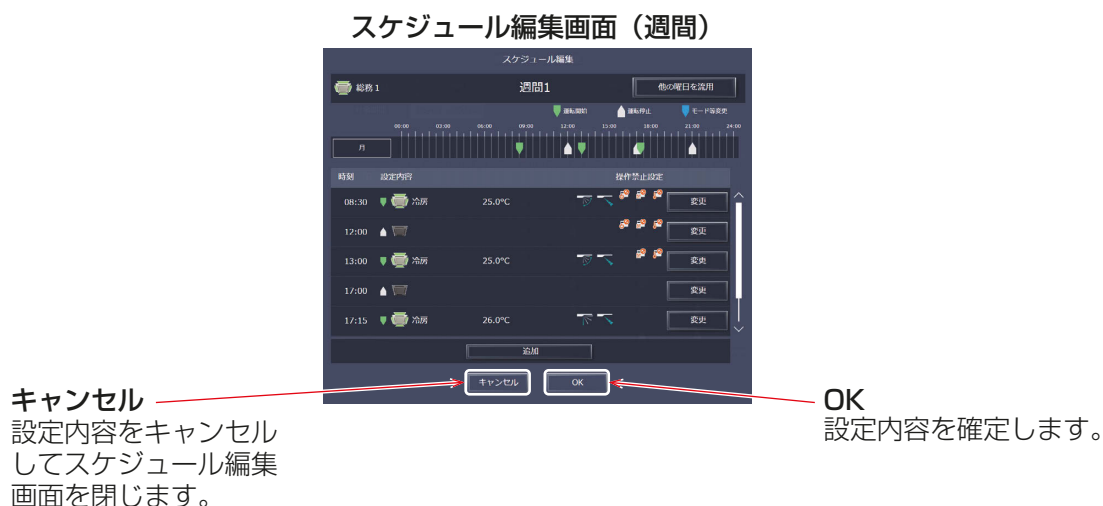 スケジュール編集画面（週間）
スケジュール編集
総務 1
週間1
他の曜日を流用
運転開始
運転停止
モード等変更
00:00 03:00 06:00 09:00 12:00 15:00 18:00 21:00 24:00
月
時刻 設定内容 操作禁止設定
08:30 冷房 25.0°C 変更
12:00 変更
13:00 冷房 25.0°C 変更
17:00 変更
17:15 冷房 26.0°C 変更
追加
キャンセル OK
キャンセル
設定内容をキャンセル
してスケジュール編集
画面を閉じます。
OK
設定内容を確定します。